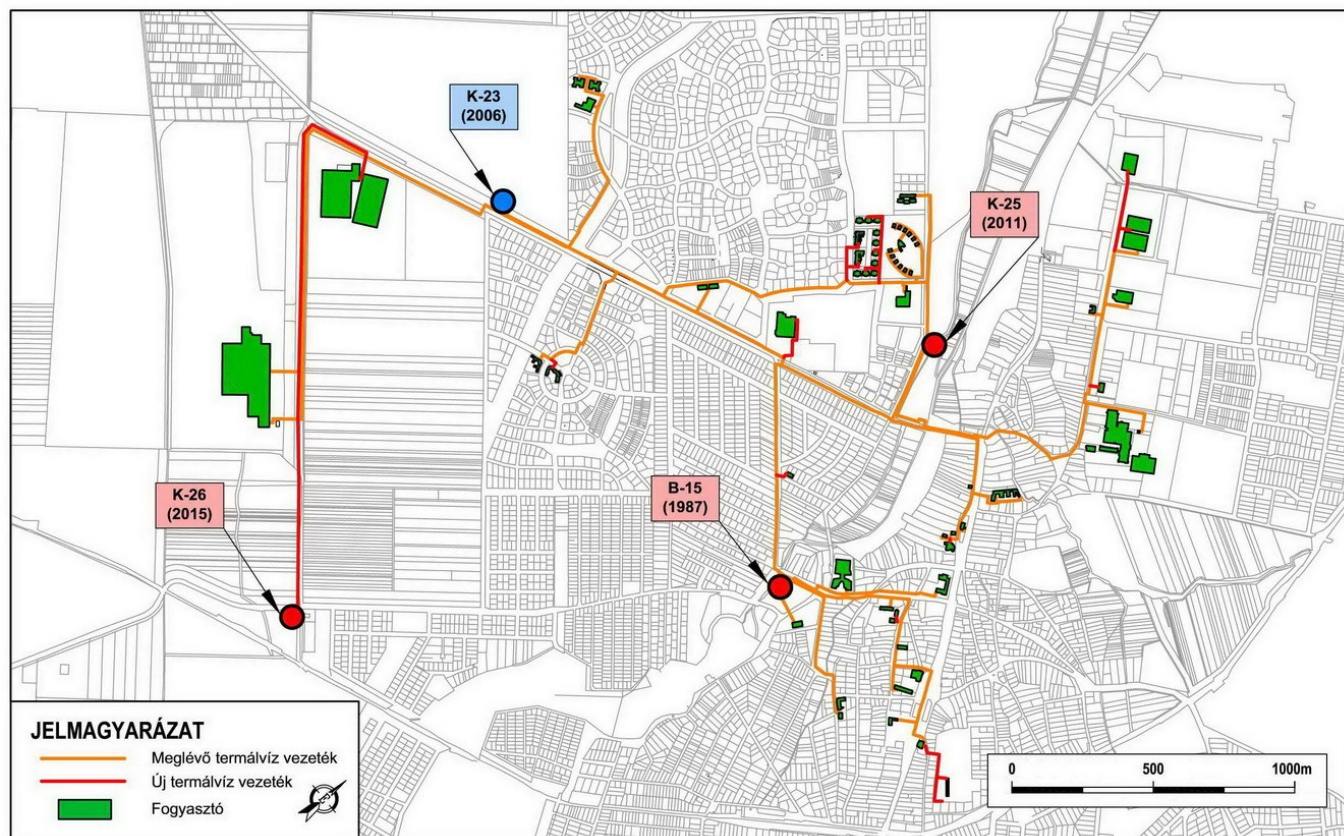 K-23
(2006)
K-25
(2011)
K-26
(2015)
B-15
(1987)
JELMAGYARÁZAT
Meglévő termálvíz vezeték
Új termálvíz vezeték
Fogyasztó
0 500 1000m